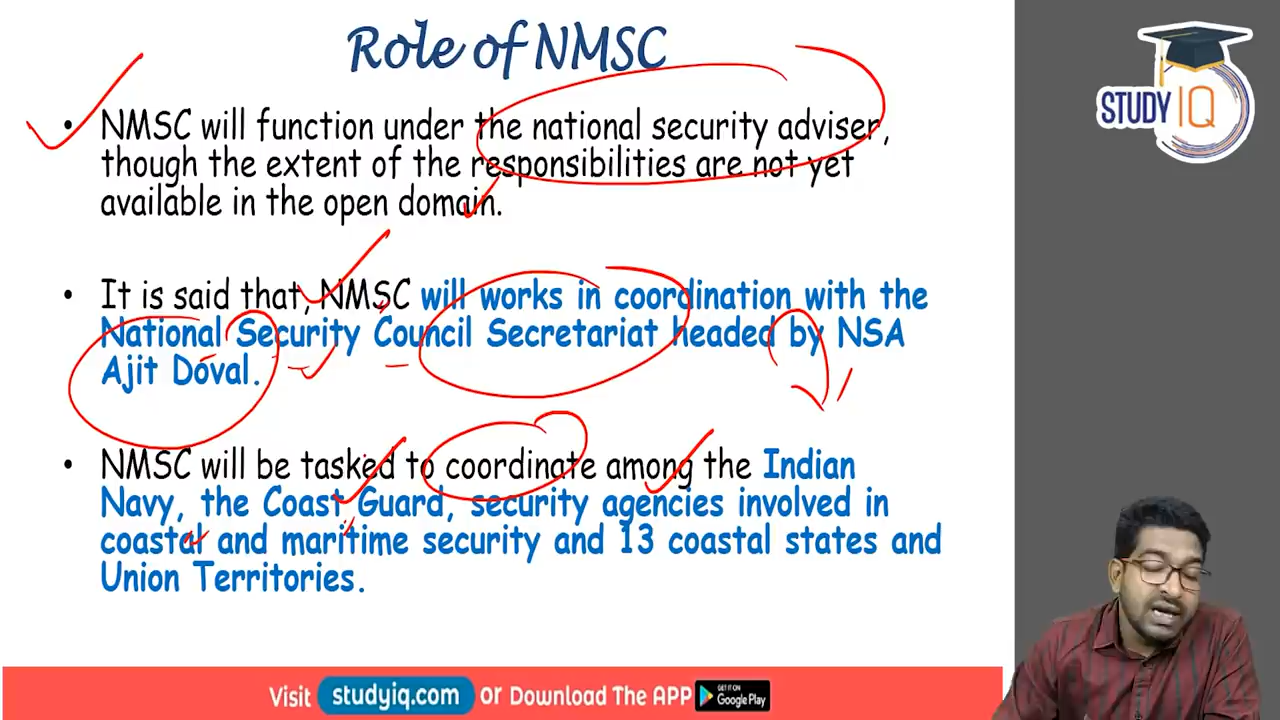 Role of NMSC
STUDY IQ
• NMSC will function under the national security adviser,
though the extent of the responsibilities are not yet
available in the open domain.
• It is said that, NMSC will works in coordination with the
National Security Council Secretariat headed by NSA
Ajit Doval.
• NMSC will be tasked to coordinate among the Indian
Navy, the Coast Guard, security agencies involved in
coastal and maritime security and 13 coastal states and
Union Territories.
Visit studyiq.com or Download The APP GET IT ON Google Play